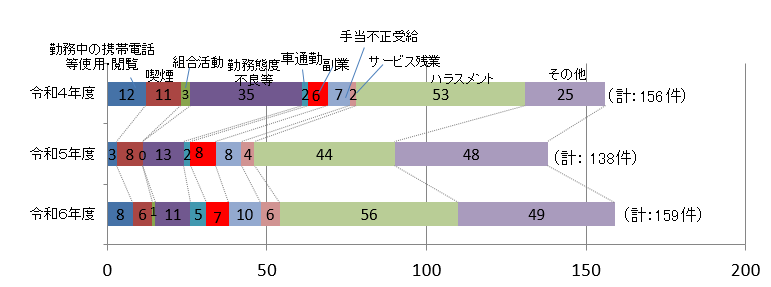 手当不正受給
勤務中の携帯電話
等使用・閲覧
喫煙
組合活動
勤務態度
不良等
車通勤
副業
サービス残業
ハラスメント
その他
令和4年度 12 11 3 35 2 6 7 2 53 25 (計:156件)
令和5年度 3 8 0 13 2 8 8 4 44 48 (計: 138件)
令和6年度 8 6 1 11 5 7 10 6 56 49 (計:159件)
0 50 100 150 200